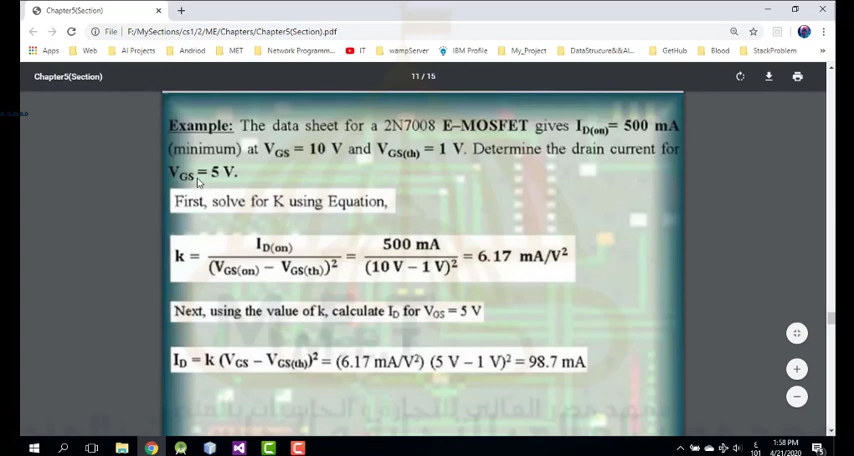 Chapter5(Section)
File | F:/MySections/cs1/2/ME/Chapters/Chapter5(Section).pdf
Apps Web AI Projects Andriod MET Network Programm... IT wampServer IBM Profile My_Project DataStrucure&&Al... GetHub Blood StackProblem »
Chapter5(Section) 11 / 15
Example: The data sheet for a 2N7008 E–MOSFET gives ID(on)= 500 mA
(minimum) at VGS = 10 V and VGS(th) = 1 V. Determine the drain current for
VGS = 5 V.
First, solve for K using Equation,
k = ID(on) / (VGS(on) − VGS(th))² = 500 mA / (10 V − 1 V)² = 6.17 mA/V²
Next, using the value of k, calculate ID for VGS = 5 V
ID = k (VGS − VGS(th))² = (6.17 mA/V²) (5 V − 1 V)² = 98.7 mA
1:58 PM
4/21/2020